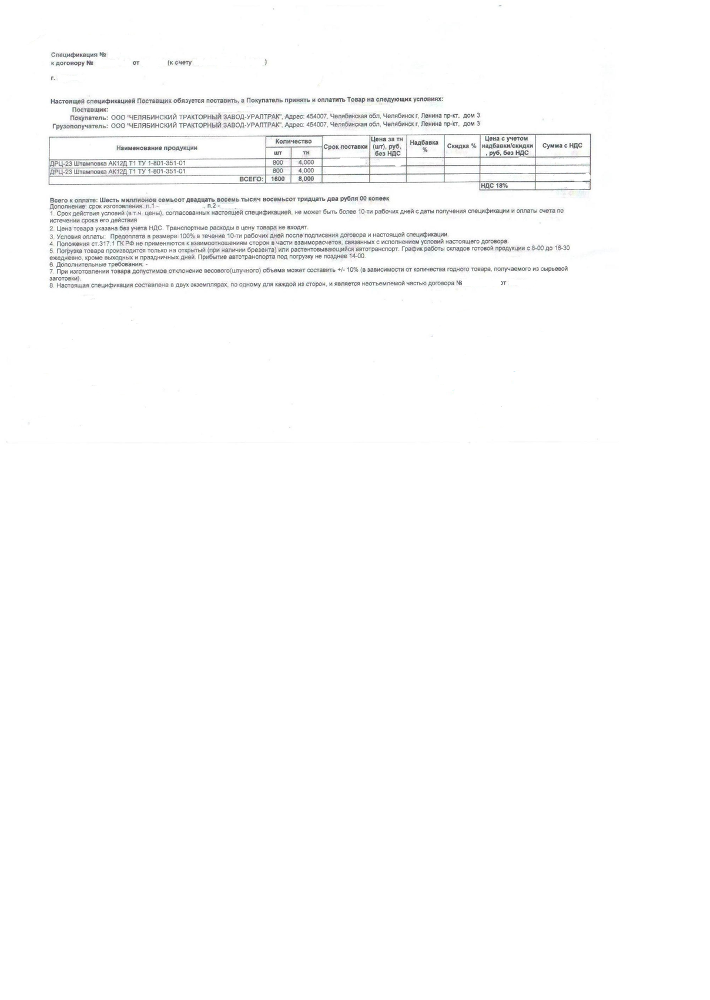 Спецификация №
к договору № от (к счету )
г.
Настоящей спецификацией Поставщик обязуется поставить, а Покупатель принять и оплатить Товар на следующих условиях:
Поставщик:
Покупатель: ООО "ЧЕЛЯБИНСКИЙ ТРАКТОРНЫЙ ЗАВОД-УРАЛТРАК", Адрес: 454007, Челябинская обл, Челябинск г, Ленина пр-кт, дом 3
Грузополучатель: ООО "ЧЕЛЯБИНСКИЙ ТРАКТОРНЫЙ ЗАВОД-УРАЛТРАК", Адрес: 454007, Челябинская обл, Челябинск г, Ленина пр-кт, дом 3
Наименование продукции
Количество
шт тн
Срок поставки
Цена за тн
(шт), руб,
без НДС
Надбавка
%
Скидка %
Цена с учетом
надбавки/скидки
, руб, без НДС
Сумма с НДС
ДРЦ-23 Штамповка АК12Д Т1 ТУ 1-801-351-01 800 4,000
ДРЦ-23 Штамповка АК12Д Т1 ТУ 1-801-351-01 800 4,000
ВСЕГО: 1600 8,000
НДС 18%
Всего к оплате: Шесть миллионов семьсот двадцать восемь тысяч восемьсот тридцать два рубля 00 копеек
Дополнение: срок изготовления: п.1 - ., п.2 -
1. Срок действия условий (в т.ч. цены), согласованных настоящей спецификацией, не может быть более 10-ти рабочих дней с даты получения спецификации и оплаты счета по
истечении срока его действия
2. Цена товара указана без учета НДС. Транспортные расходы в цену товара не входят.
3. Условия оплаты: Предоплата в размере 100% в течение 10-ти рабочих дней после подписания договора и настоящей спецификации.
4. Положения ст.317.1 ГК РФ не применяются к взаимоотношениям сторон в части взаиморасчетов, связанных с исполнением условий настоящего договора.
5. Погрузка товара производится только на открытый (при наличии брезента) или растентовывающийся автотранспорт. График работы складов готовой продукции с 8-00 до 16-30
ежедневно, кроме выходных и праздничных дней. Прибытие автотранспорта под погрузку не позднее 14-00.
6. Дополнительные требования: -
7. При изготовлении товара допустимое отклонение весового(штучного) объема может составить +/- 10% (в зависимости от количества годного товара, получаемого из сырьевой
заготовки).
8. Настоящая спецификация составлена в двух экземплярах, по одному для каждой из сторон, и является неотъемлемой частью договора № от